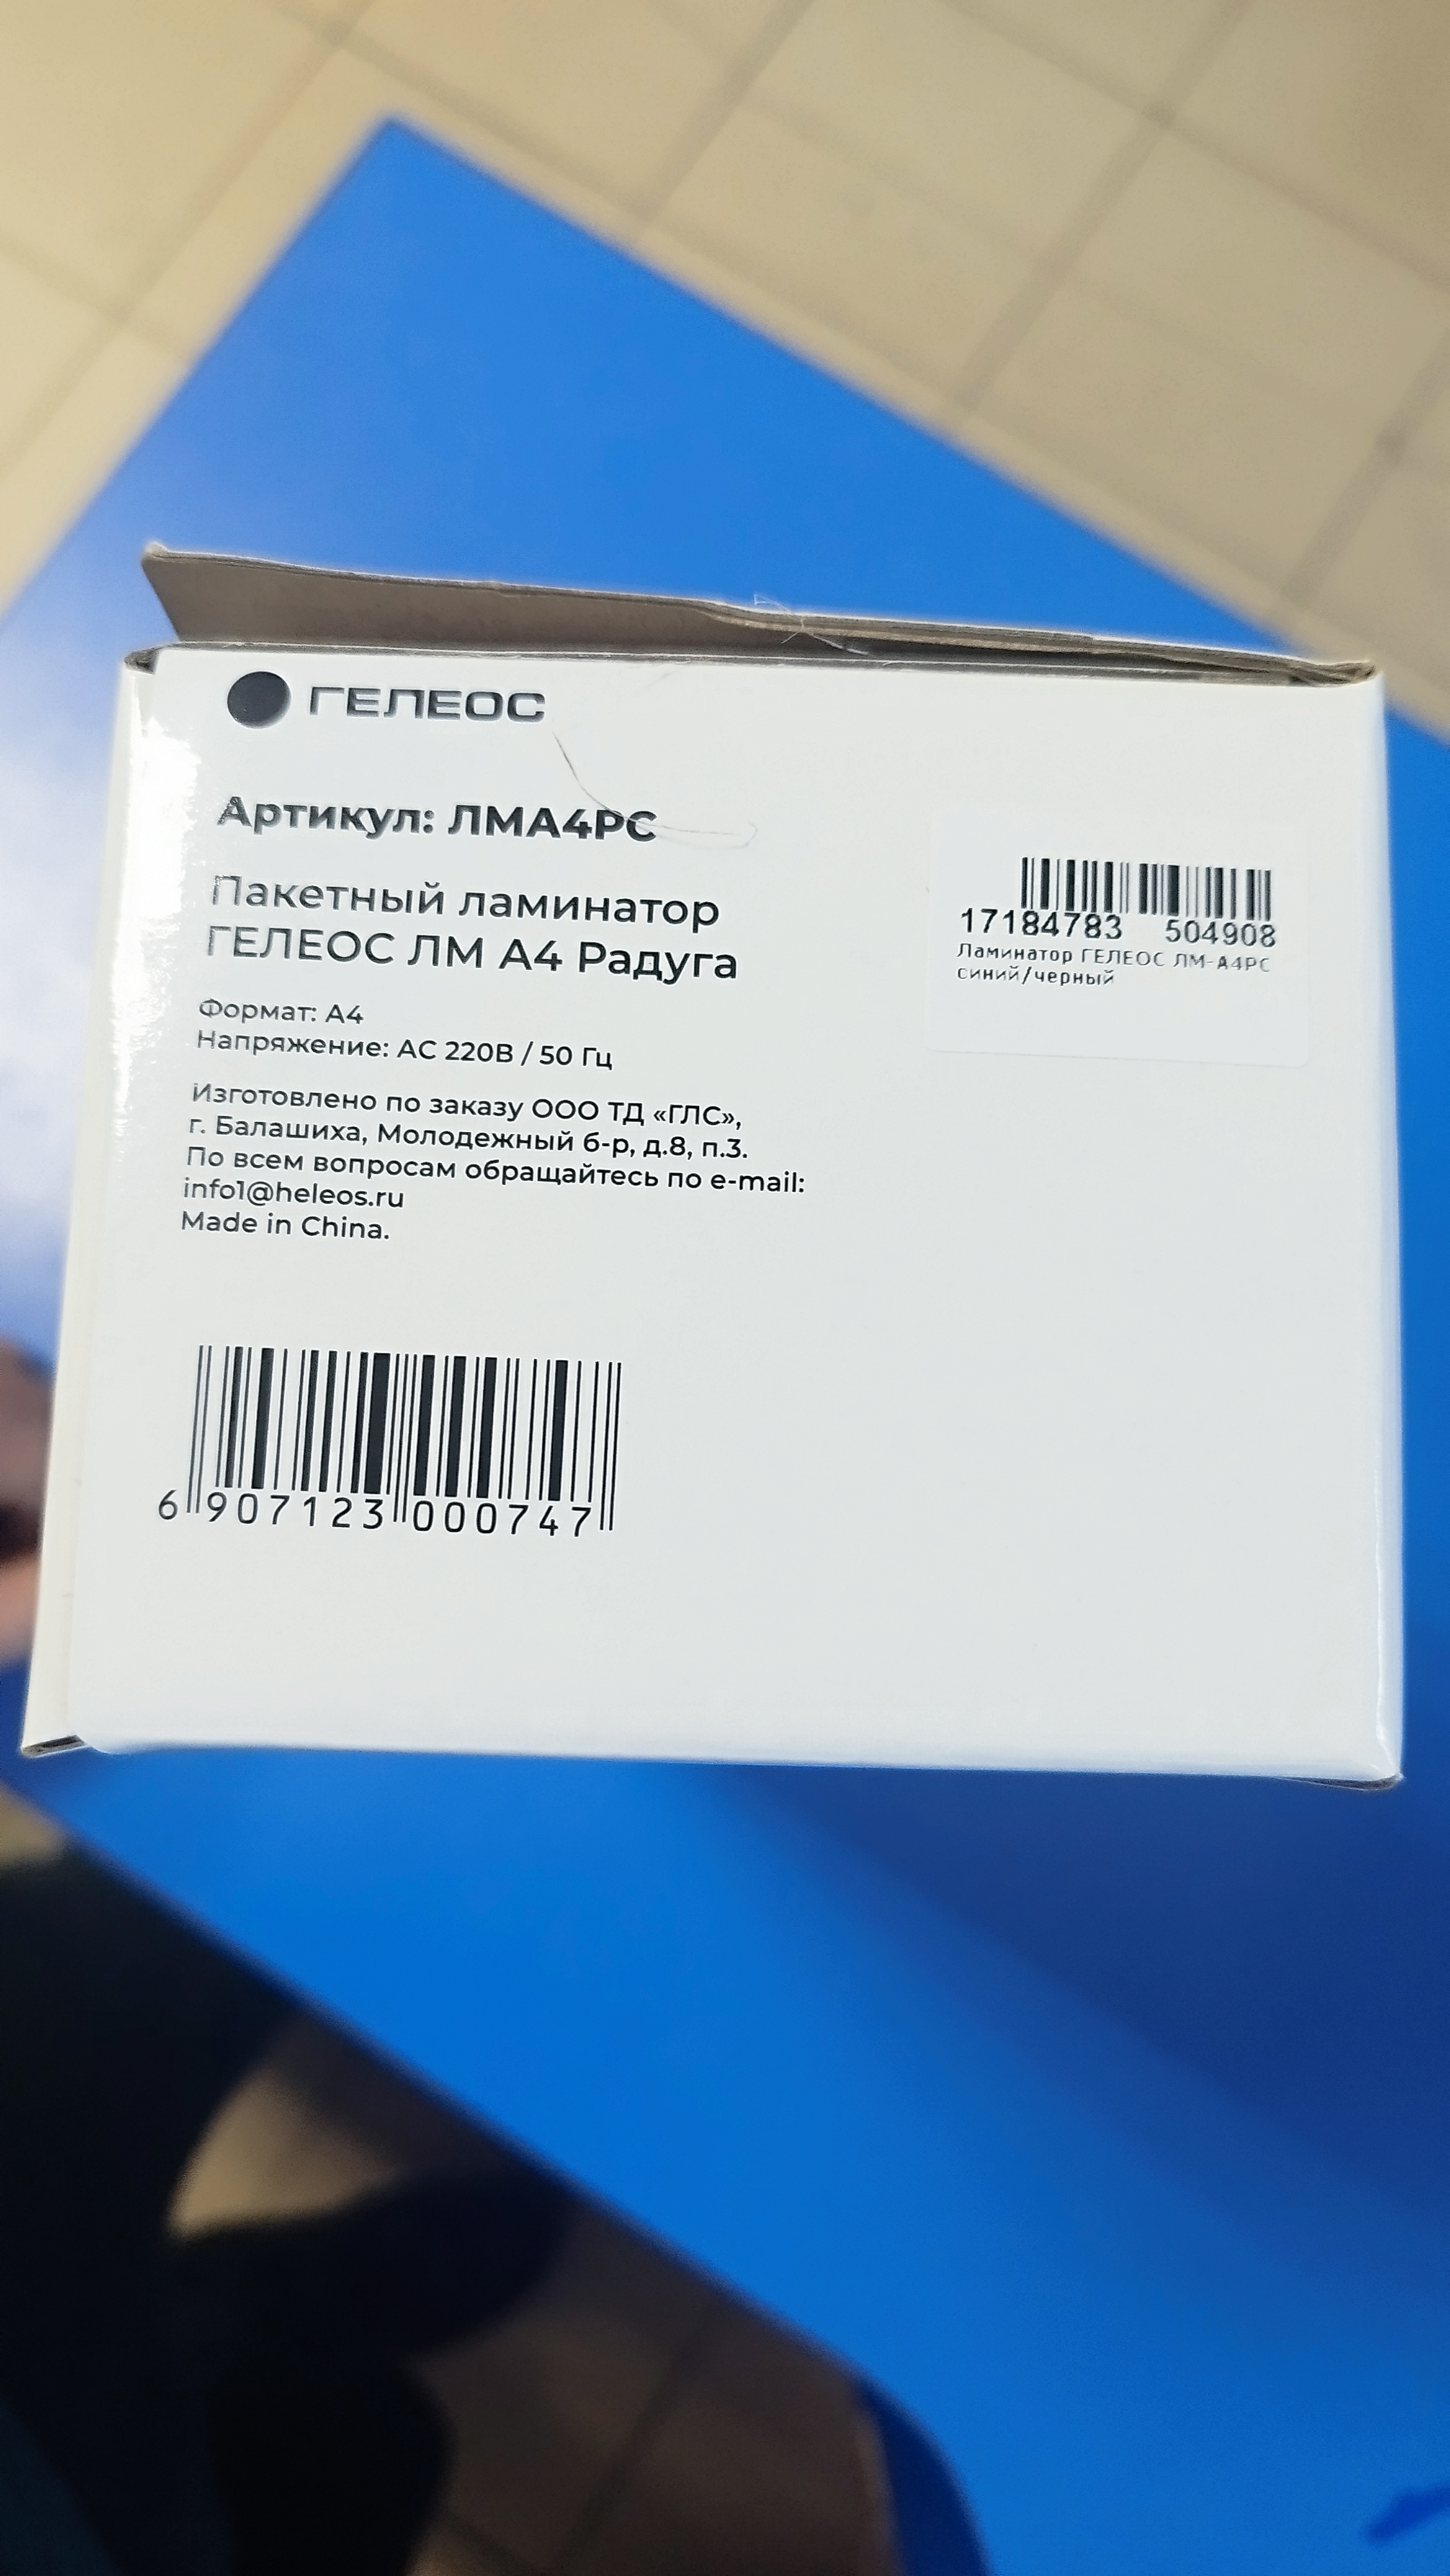 ГЕЛЕОС
Артикул: ЛМА4РС
Пакетный ламинатор
ГЕЛЕОС ЛМ А4 Радуга
Формат: А4
Напряжение: АС 220В / 50 Гц
Изготовлено по заказу ООО ТД «ГЛС»,
г. Балашиха, Молодежный б-р, д.8, п.3.
По всем вопросам обращайтесь по e-mail:
info1@heleos.ru
Made in China.
6 907123 000747
17184783 504908
Ламинатор ГЕЛЕОС ЛМ-А4РС
синий/черный